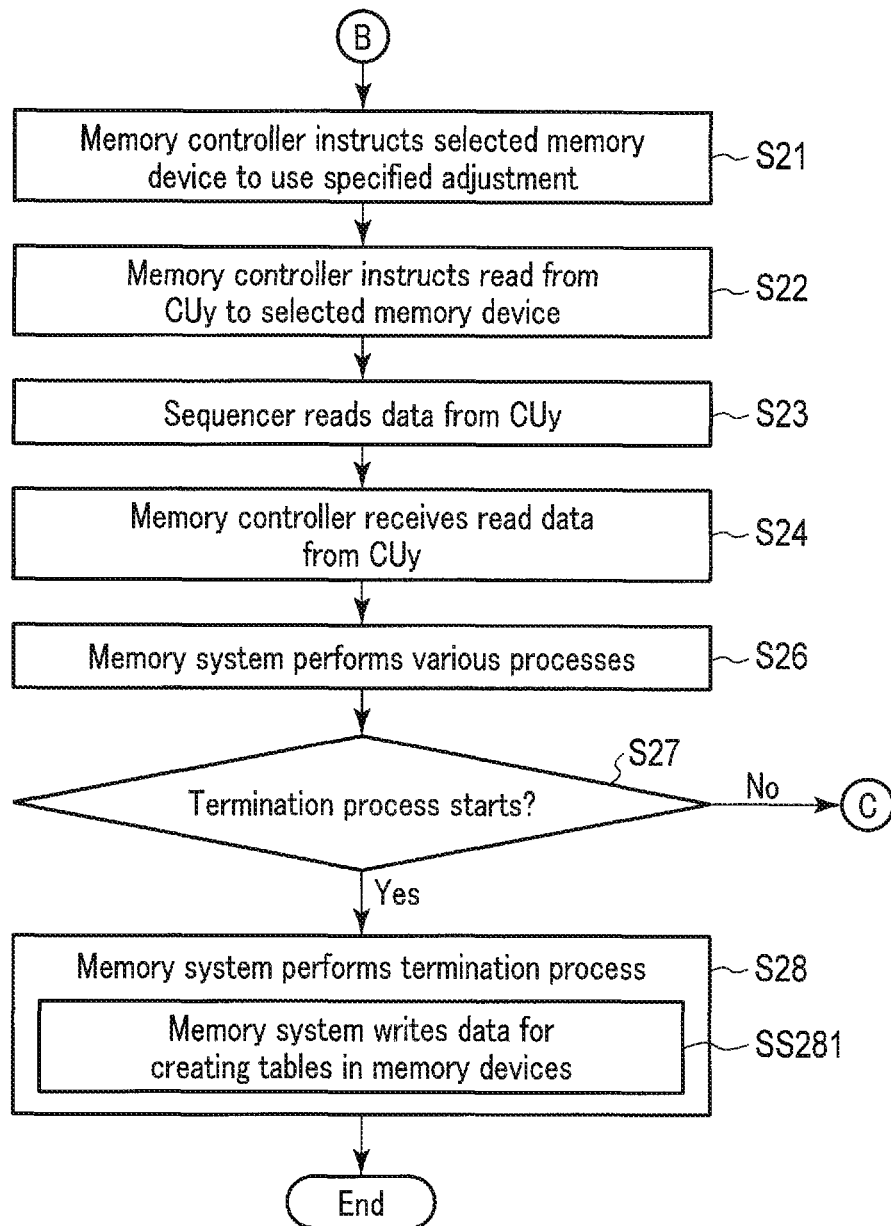 B
Memory controller instructs selected memory
device to use specified adjustment
S21
Memory controller instructs read from
CUy to selected memory device
S22
Sequencer reads data from CUy
S23
Memory controller receives read data
from CUy
S24
Memory system performs various processes
S26
S27
Termination process starts?
No
C
Yes
Memory system performs termination process
S28
Memory system writes data for
creating tables in memory devices
SS281
End